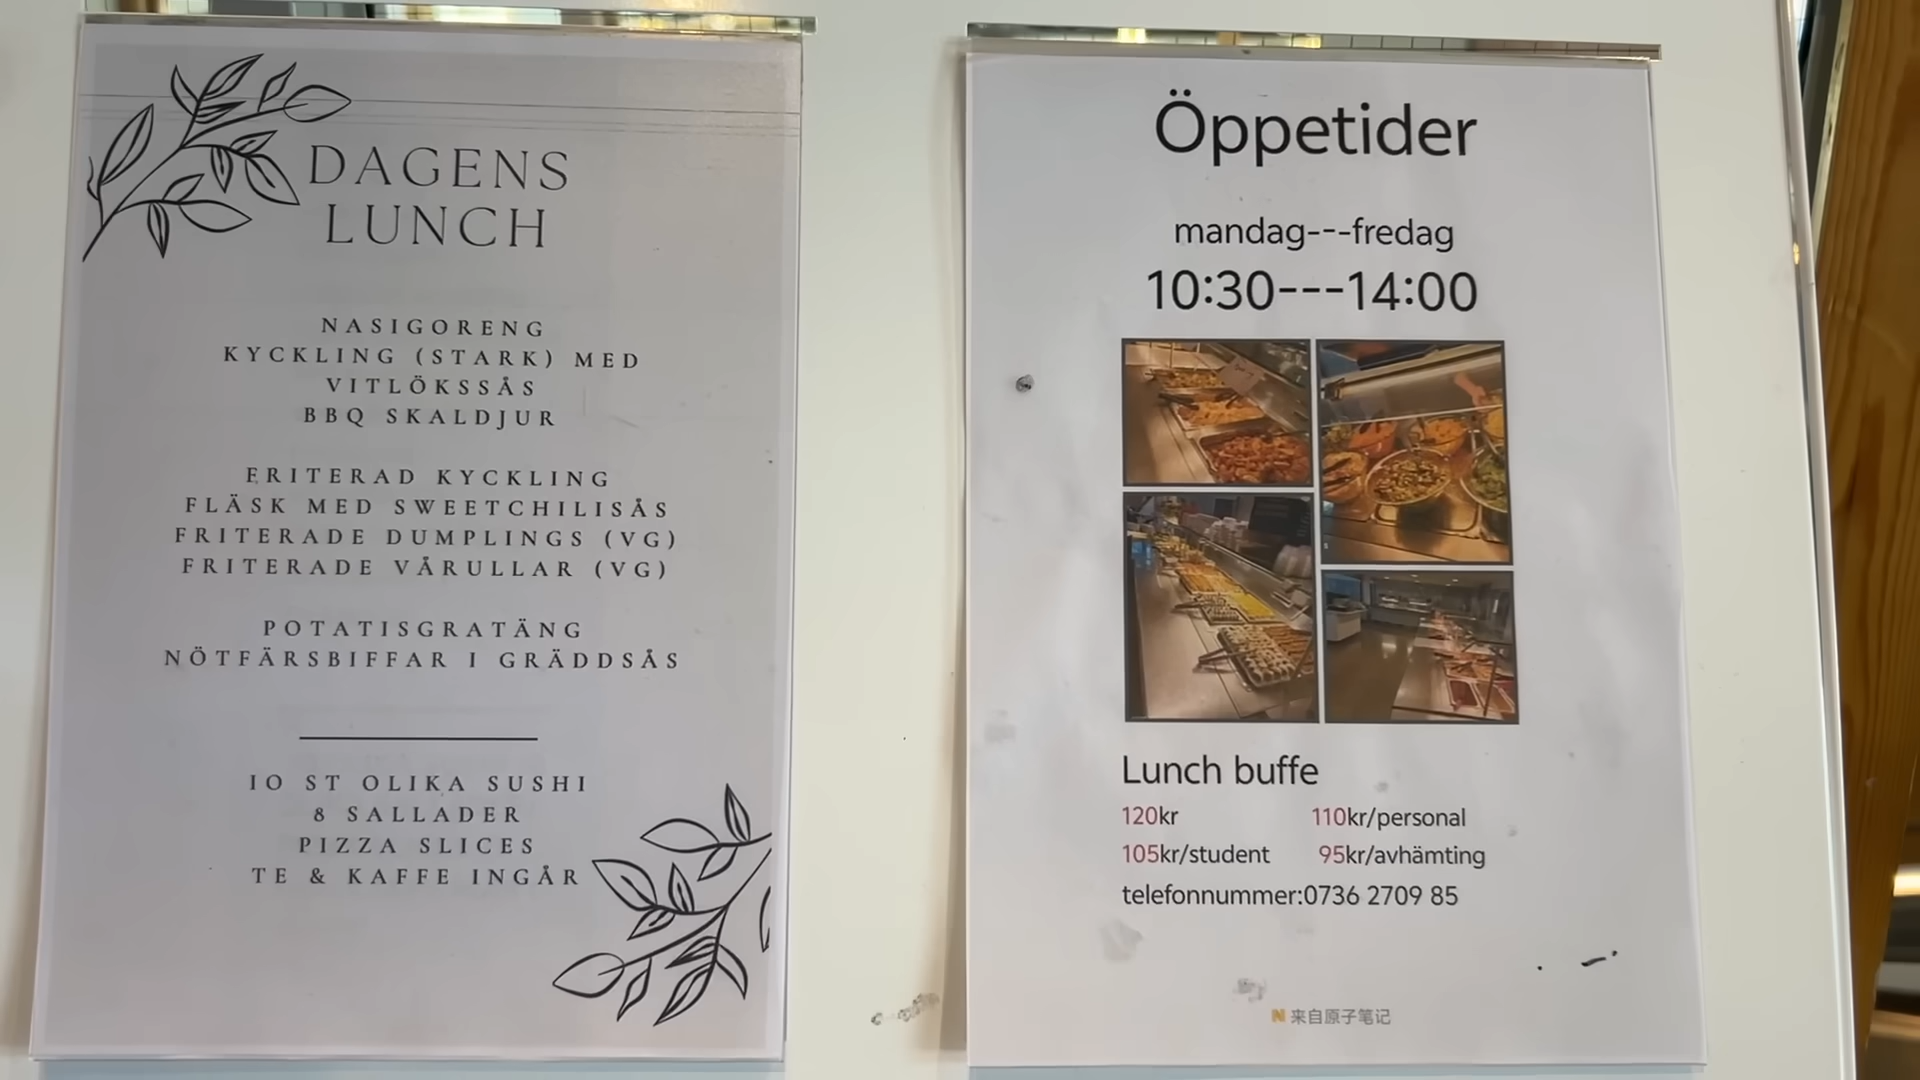 DAGENS
LUNCH
NASIGORENG
KYCKLING (STARK) MED
VITLÖKSSÅS
BBQ SKALDJUR
FRITERAD KYCKLING
FLÄSK MED SWEETCHILISÅS
FRITERADE DUMPLINGS (VG)
FRITERADE VÅRULLAR (VG)
POTATISGRATÄNG
NÖTFÄRSBIFFAR I GRÄDDSÅS
10 ST OLIKA SUSHI
8 SALLADER
PIZZA SLICES
TE & KAFFE INGÅR
Öppetider
mandag---fredag
10:30---14:00
Lunch buffe
120kr 110kr/personal
105kr/student 95kr/avhämting
telefonnummer:0736 2709 85
N 来自原子笔记